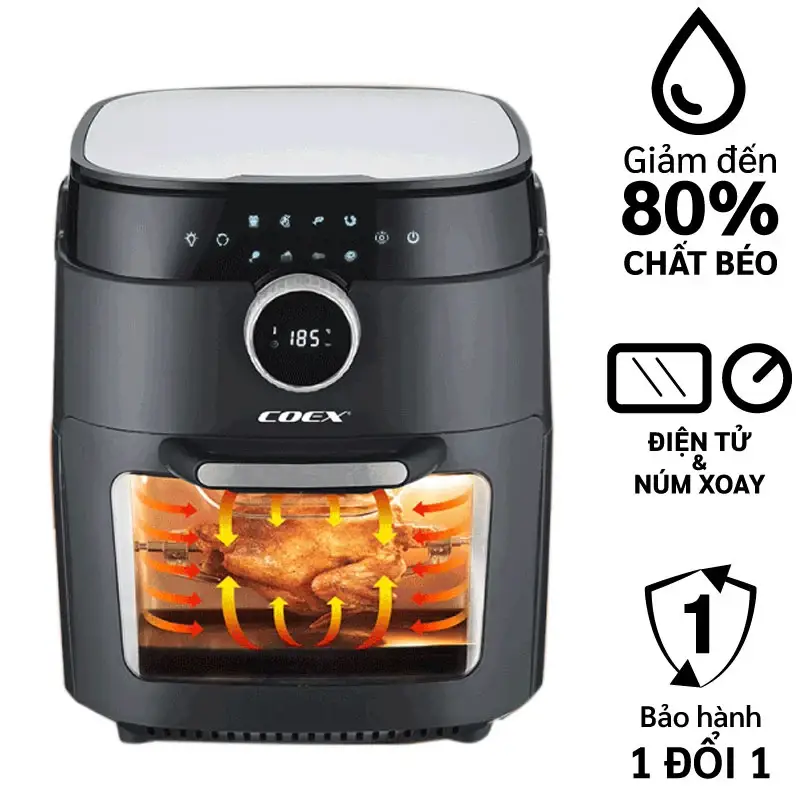 Giảm đến
80%
CHẤT BÉO
185
COEX
ĐIỆN TỬ
&
NÚM XOAY
1
Bảo hành
1 ĐỔI 1